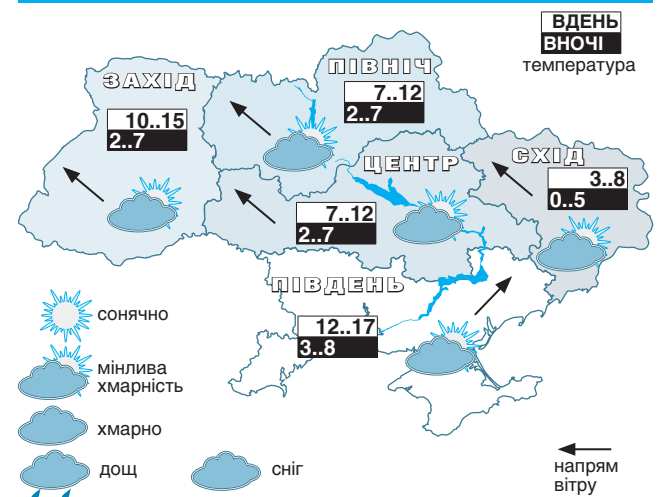 ВДЕНЬ
ВНОЧІ
температура
ЗАХІД
10..15
2..7
ПІВНІЧ
7..12
2..7
ЦЕНТР
7..12
2..7
СХІД
3..8
0..5
ПІВДЕНЬ
12..17
3..8
сонячно
мінлива
хмарність
хмарно
дощ
сніг
напрям
вітру